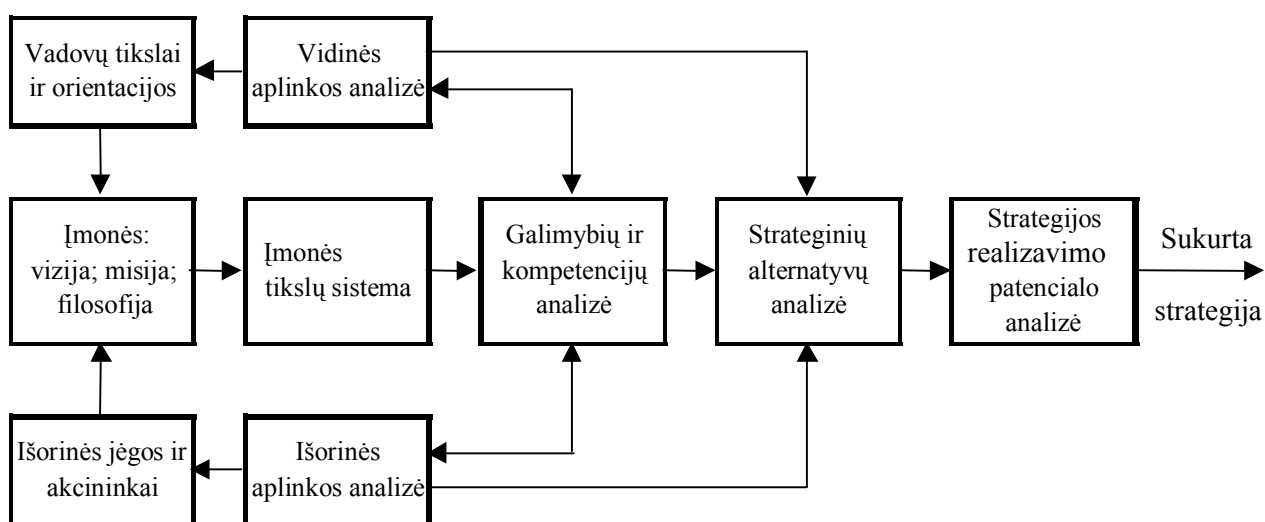 Vadovų tikslai
ir orientacijos
Vidinės
aplinkos analizė
Įmonės:
vizija; misija;
filosofija
Įmonės
tikslų sistema
Galimybių ir
kompetencijų
analizė
Strateginių
alternatyvų
analizė
Strategijos
realizavimo
patencialo
analizė
Sukurta
strategija
Išorinės jėgos ir
akcininkai
Išorinės
aplinkos analizė